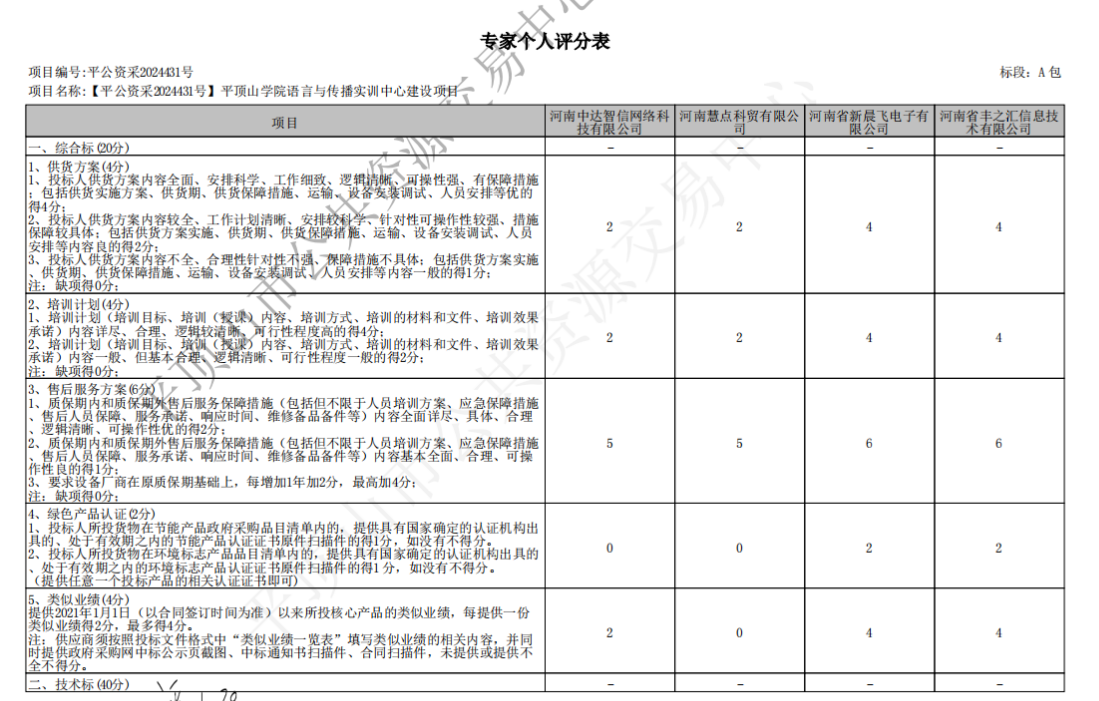 专家个人评分表
项目编号:平公资采2024431号
标段: A 包
项目名称:【平公资采2024431号】平顶山学院语言与传播实训中心建设项目
项目
河南中达智信网络科
技有限公司
河南慧点科贸有限公
司
河南省新晨飞电子有
限公司
河南省丰之汇信息技
术有限公司
一、综合标(20分)
－
－
－
－
1、供货方案(4分)
1、投标人供货方案内容全面、安排科学、工作细致、逻辑清晰、可操性强、有保障措施
；包括供货实施方案、供货期、供货保障措施、运输、设备安装调试、人员安排等优的
得4分；
2、投标人供货方案内容较全、工作计划清晰、安排较科学、针对性可操作性较强、措施
保障较具体；包括供货方案实施、供货期、供货保障措施、运输、设备安装调试、人员
安排等内容良的得2分；
3、投标人供货方案内容不全、合理性针对性不强、保障措施不具体；包括供货方案实施
、供货期、供货保障措施、运输、设备安装调试、人员安排等内容一般的得1分；
注: 缺项得0分；
2
2
4
4
2、培训计划(4分)
1、培训计划（培训目标、培训（授课）内容、培训方式、培训的材料和文件、培训效果
承诺）内容详尽、合理、逻辑较清晰、可行性程度高的得4分；
2、培训计划（培训目标、培训（授课）内容、培训方式、培训的材料和文件、培训效果
承诺）内容一般、但基本合理、逻辑清晰、可行性程度一般的得2分；
注: 缺项得0分；
2
2
4
4
3、售后服务方案(6分)
1、质保期内和质保期外售后服务保障措施（包括但不限于人员培训方案、应急保障措施
、售后人员保障、服务承诺、响应时间、维修备品备件等）内容全面详尽、具体、合理
、逻辑清晰、可操作性优的得2分；
2、质保期内和质保期外售后服务保障措施（包括但不限于人员培训方案、应急保障措施
、售后人员保障、服务承诺、响应时间、维修备品备件等）内容基本全面、合理、可操
作性良的得1分；
3、要求设备厂商在原质保期基础上，每增加1年加2分，最高加4分；
注: 缺项得0分；
5
5
6
6
4、绿色产品认证(2分)
1、投标人所投货物在节能产品政府采购品目清单内的，提供具有国家确定的认证机构出
具的、处于有效期之内的节能产品认证证书原件扫描件的得1分，如没有不得分。
2、投标人所投货物在环境标志产品品目清单内的，提供具有国家确定的认证机构出具的
、处于有效期之内的环境标志产品认证证书原件扫描件的得1 分，如没有不得分。
（提供任意一个投标产品的相关认证证书即可）
0
0
2
2
5、类似业绩(4分)
提供2021年1月1日（以合同签订时间为准）以来所投核心产品的类似业绩，每提供一份
类似业绩得2分，最多得4分。
注: 供应商须按照投标文件格式中“类似业绩一览表”填写类似业绩的相关内容，并同
时提供政府采购网中标公示页截图、中标通知书扫描件、合同扫描件，未提供或提供不
全不得分。
2
0
4
4
二、技术标(40分)
－
－
－
－
平顶山市公共资源交易中心
平顶山市公共资源交易中心